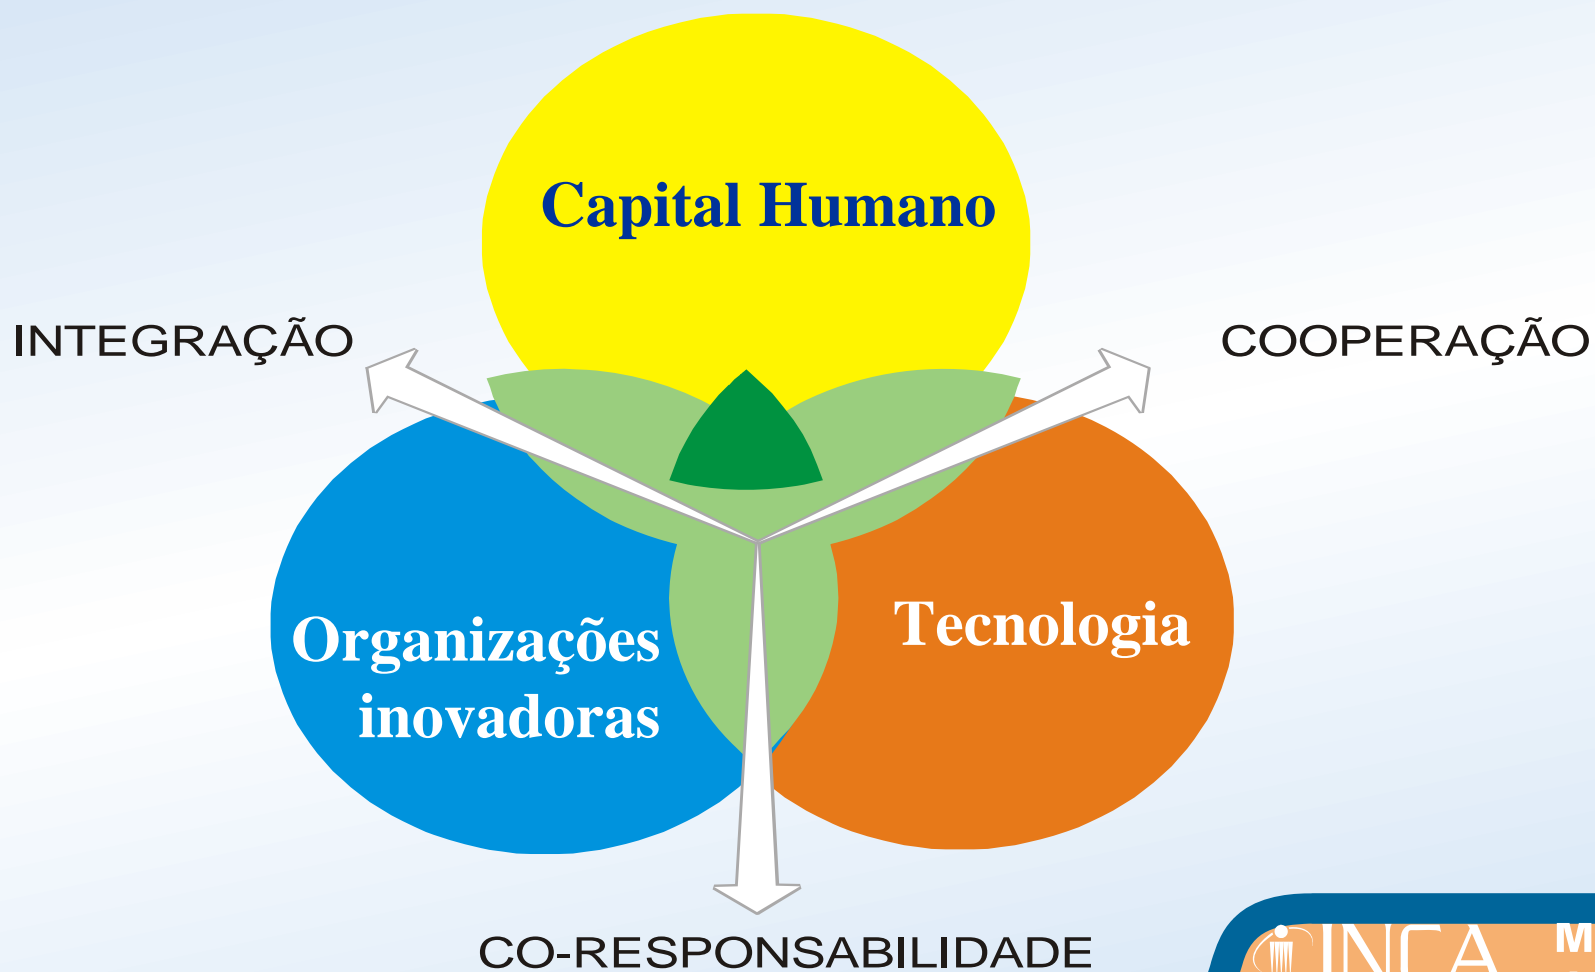 Capital Humano
INTEGRAÇÃO
COOPERAÇÃO
Organizações
inovadoras
Tecnologia
CO-RESPONSABILIDADE
INCA
M